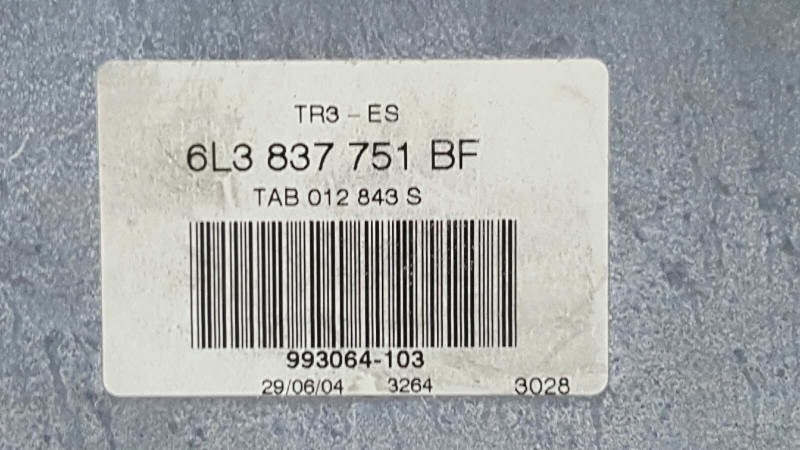 TR3 - ES
6L3 837 751 BF
TAB 012 843 S
993064-103
29/06/04 3264 3028